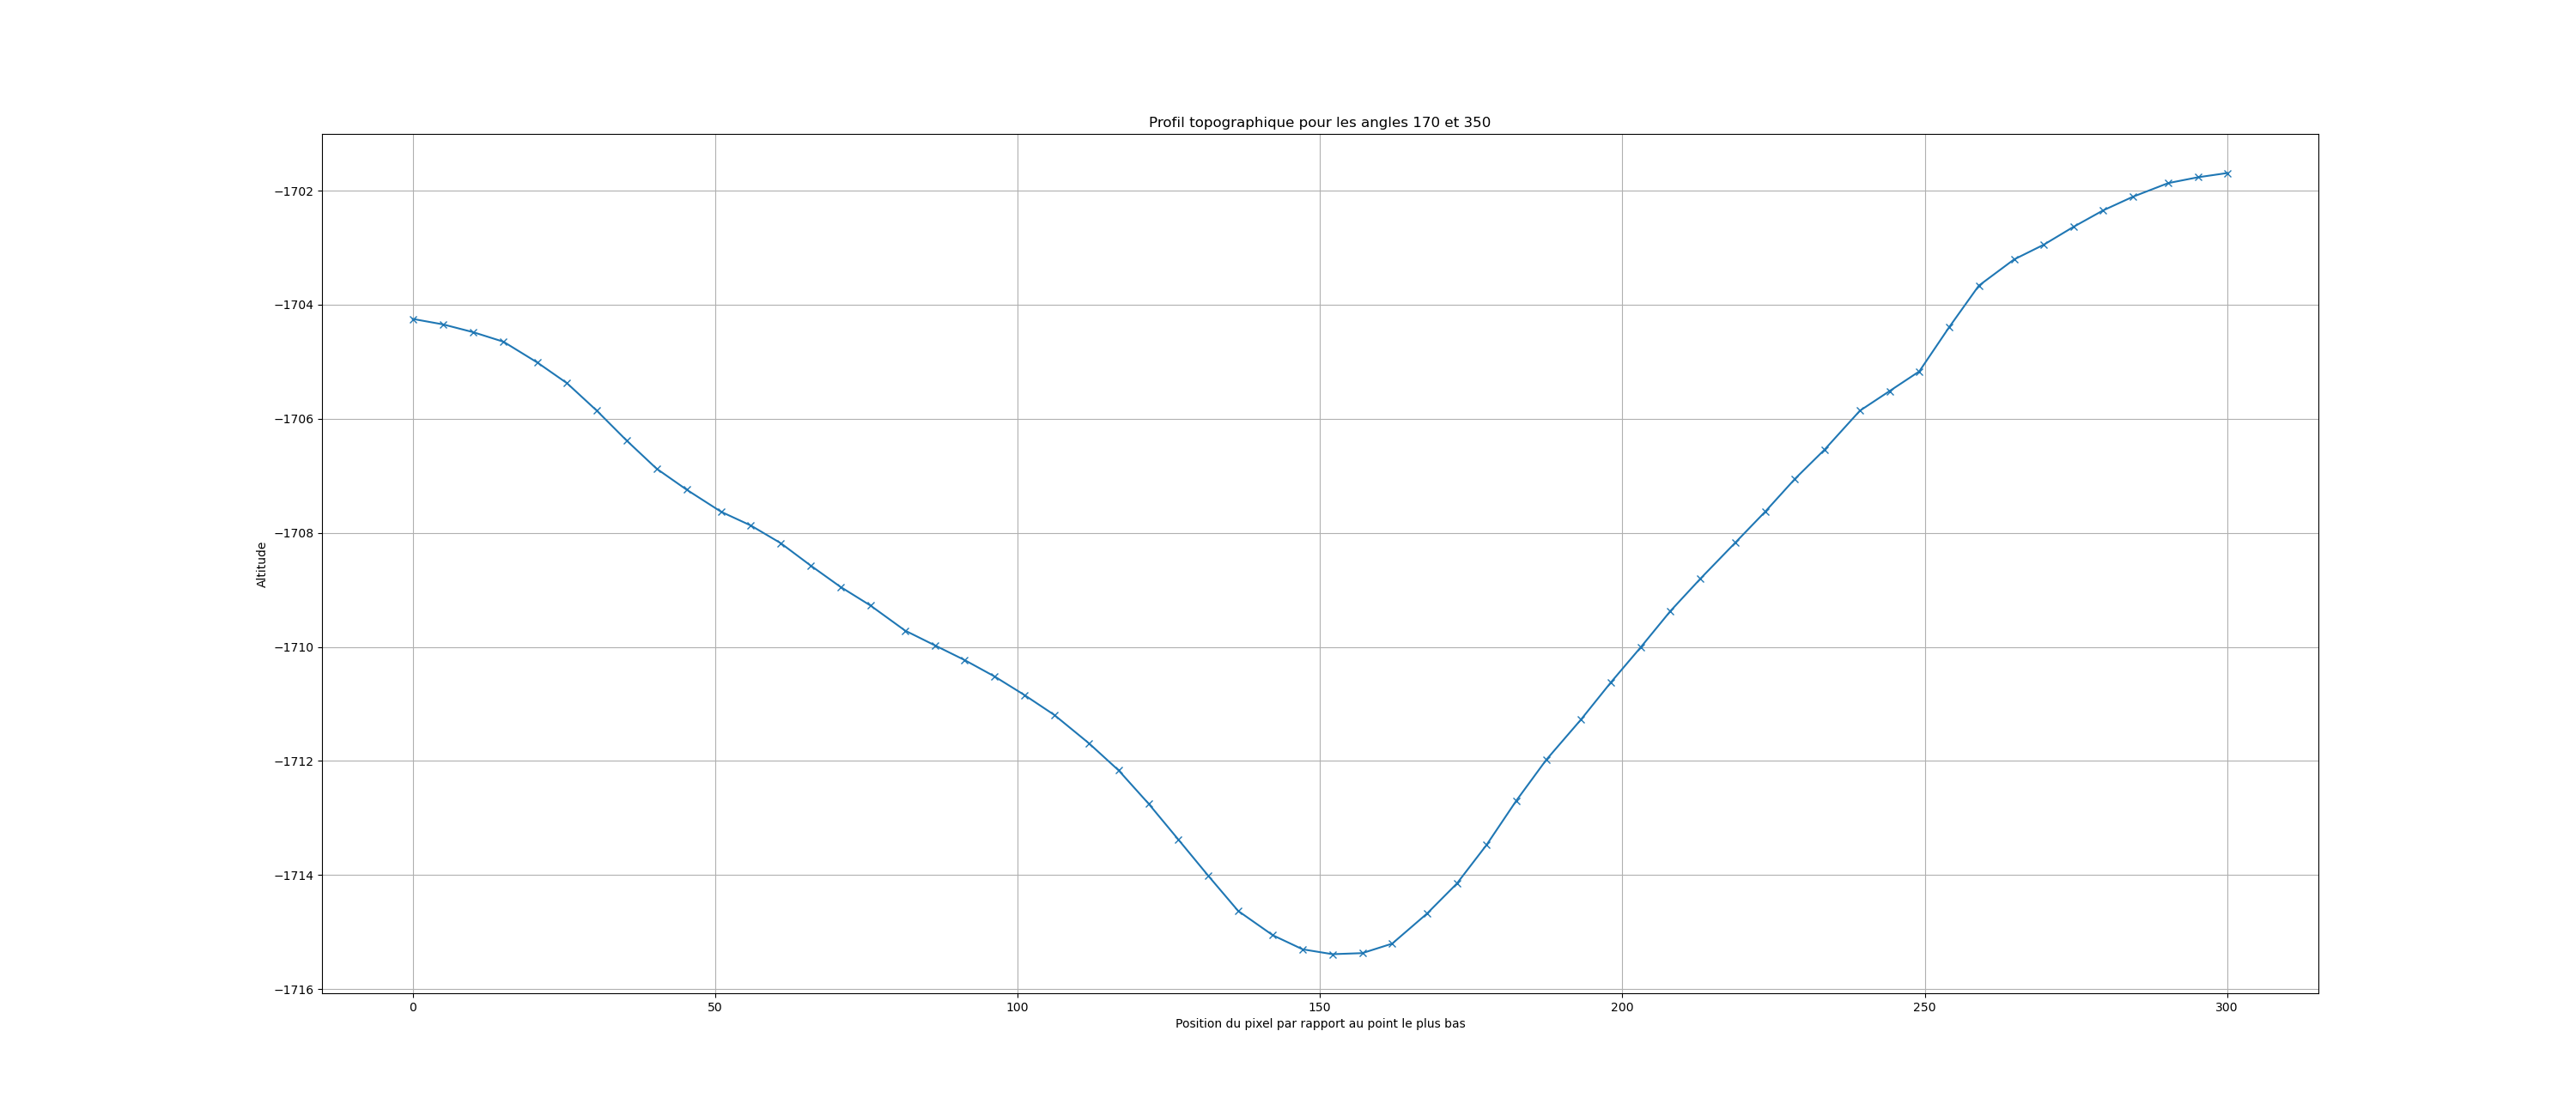 Profil topographique pour les angles 170 et 350
−1702
−1704
−1706
−1708
−1710
−1712
−1714
−1716
Altitude
0 50 100 150 200 250 300
Position du pixel par rapport au point le plus bas